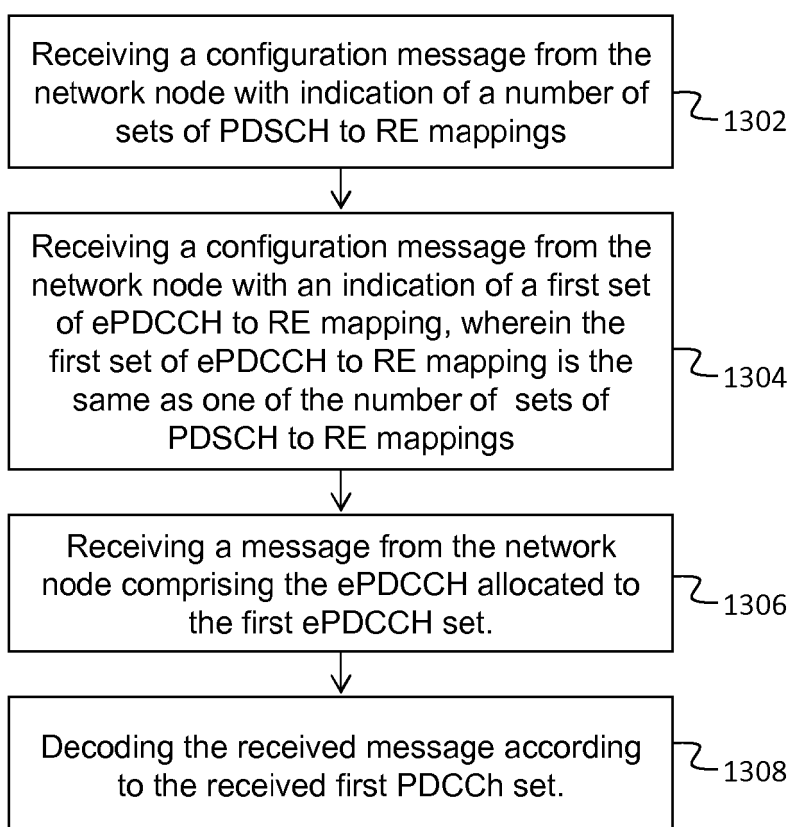 Receiving a configuration message from the
network node with indication of a number of
sets of PDSCH to RE mappings
1302
Receiving a configuration message from the
network node with an indication of a first set
of ePDCCH to RE mapping, wherein the
first set of ePDCCH to RE mapping is the
same as one of the number of sets of
PDSCH to RE mappings
1304
Receiving a message from the network
node comprising the ePDCCH allocated to
the first ePDCCH set.
1306
Decoding the received message according
to the received first PDCCh set.
1308